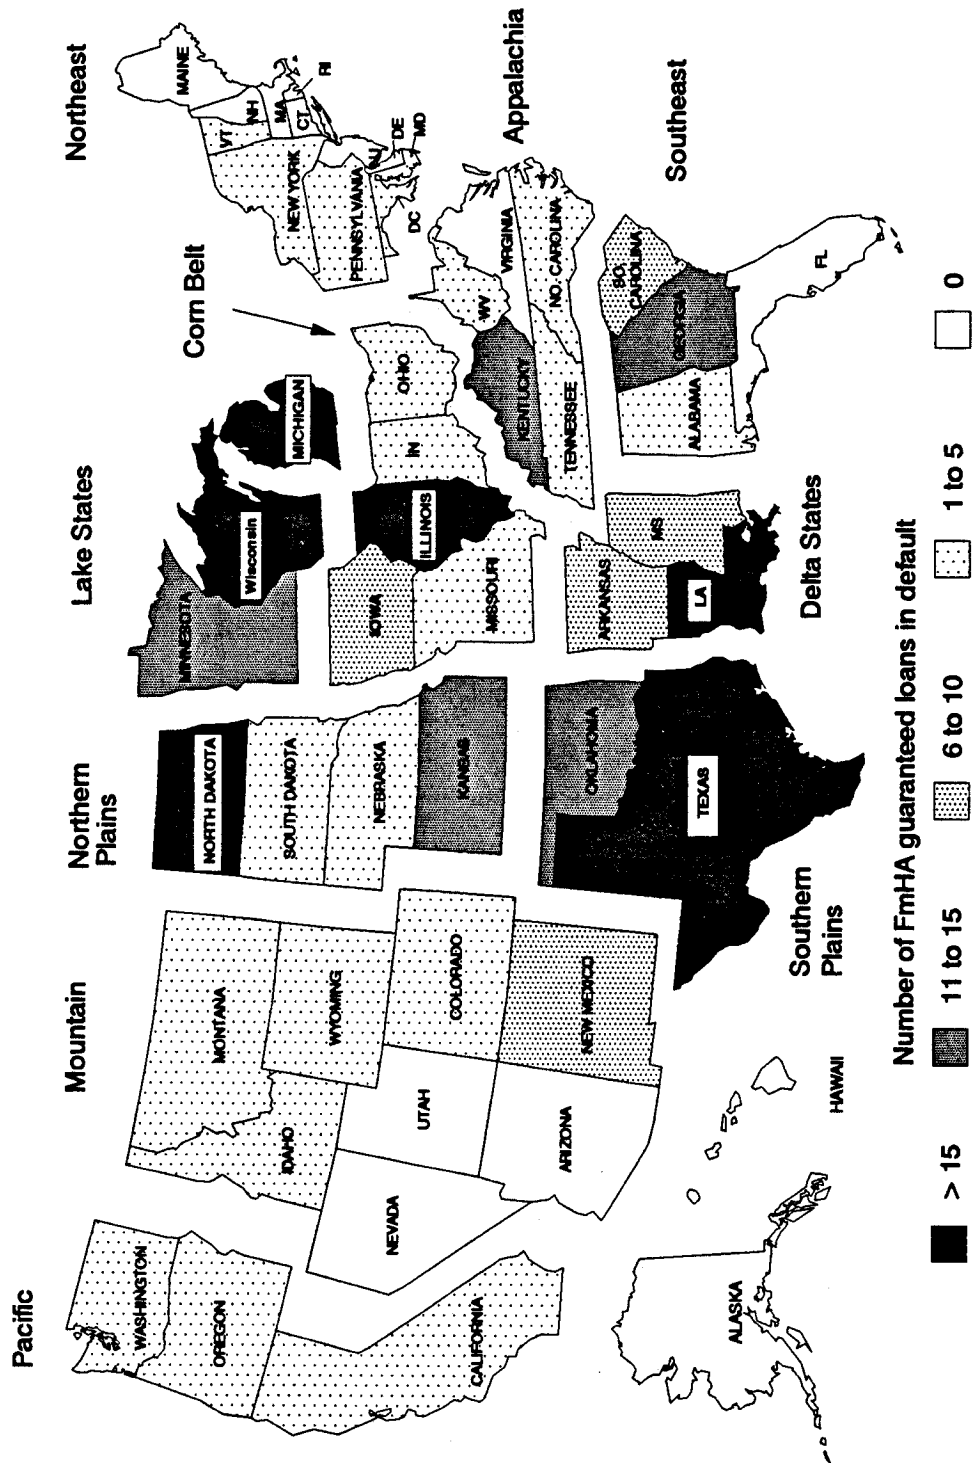 Pacific
Mountain
Northern
Plains
Lake States
Corn Belt
Northeast
Appalachia
Southeast
Delta States
Southern
Plains
WASHINGTON
OREGON
CALIFORNIA
NEVADA
IDAHO
MONTANA
WYOMING
UTAH
COLORADO
ARIZONA
NEW MEXICO
NORTH DAKOTA
SOUTH DAKOTA
NEBRASKA
KANSAS
OKLAHOMA
TEXAS
MINNESOTA
Wisconsin
MICHIGAN
IOWA
MISSOURI
ILLINOIS
IN
OHIO
ARKANSAS
LA
MS
KENTUCKY
TENNESSEE
WV
VIRGINIA
NO. CAROLINA
SO.
CAROLINA
GEORGIA
ALABAMA
FL
MAINE
VT
NH
MA
CT
RI
NEW YORK
PENNSYLVANIA
NJ
DE
MD
DC
ALASKA
HAWAII
Number of FmHA guaranteed loans in default
> 15
11 to 15
6 to 10
1 to 5
0